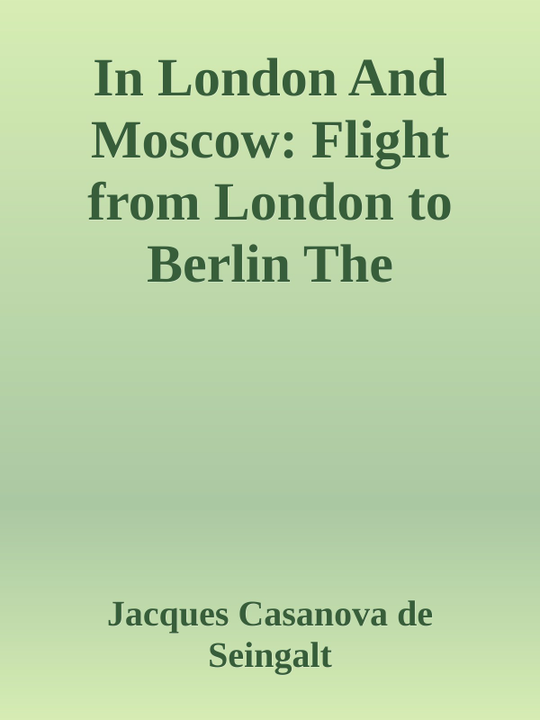 In London And
Moscow: Flight
from London to
Berlin The
Jacques Casanova de
Seingalt